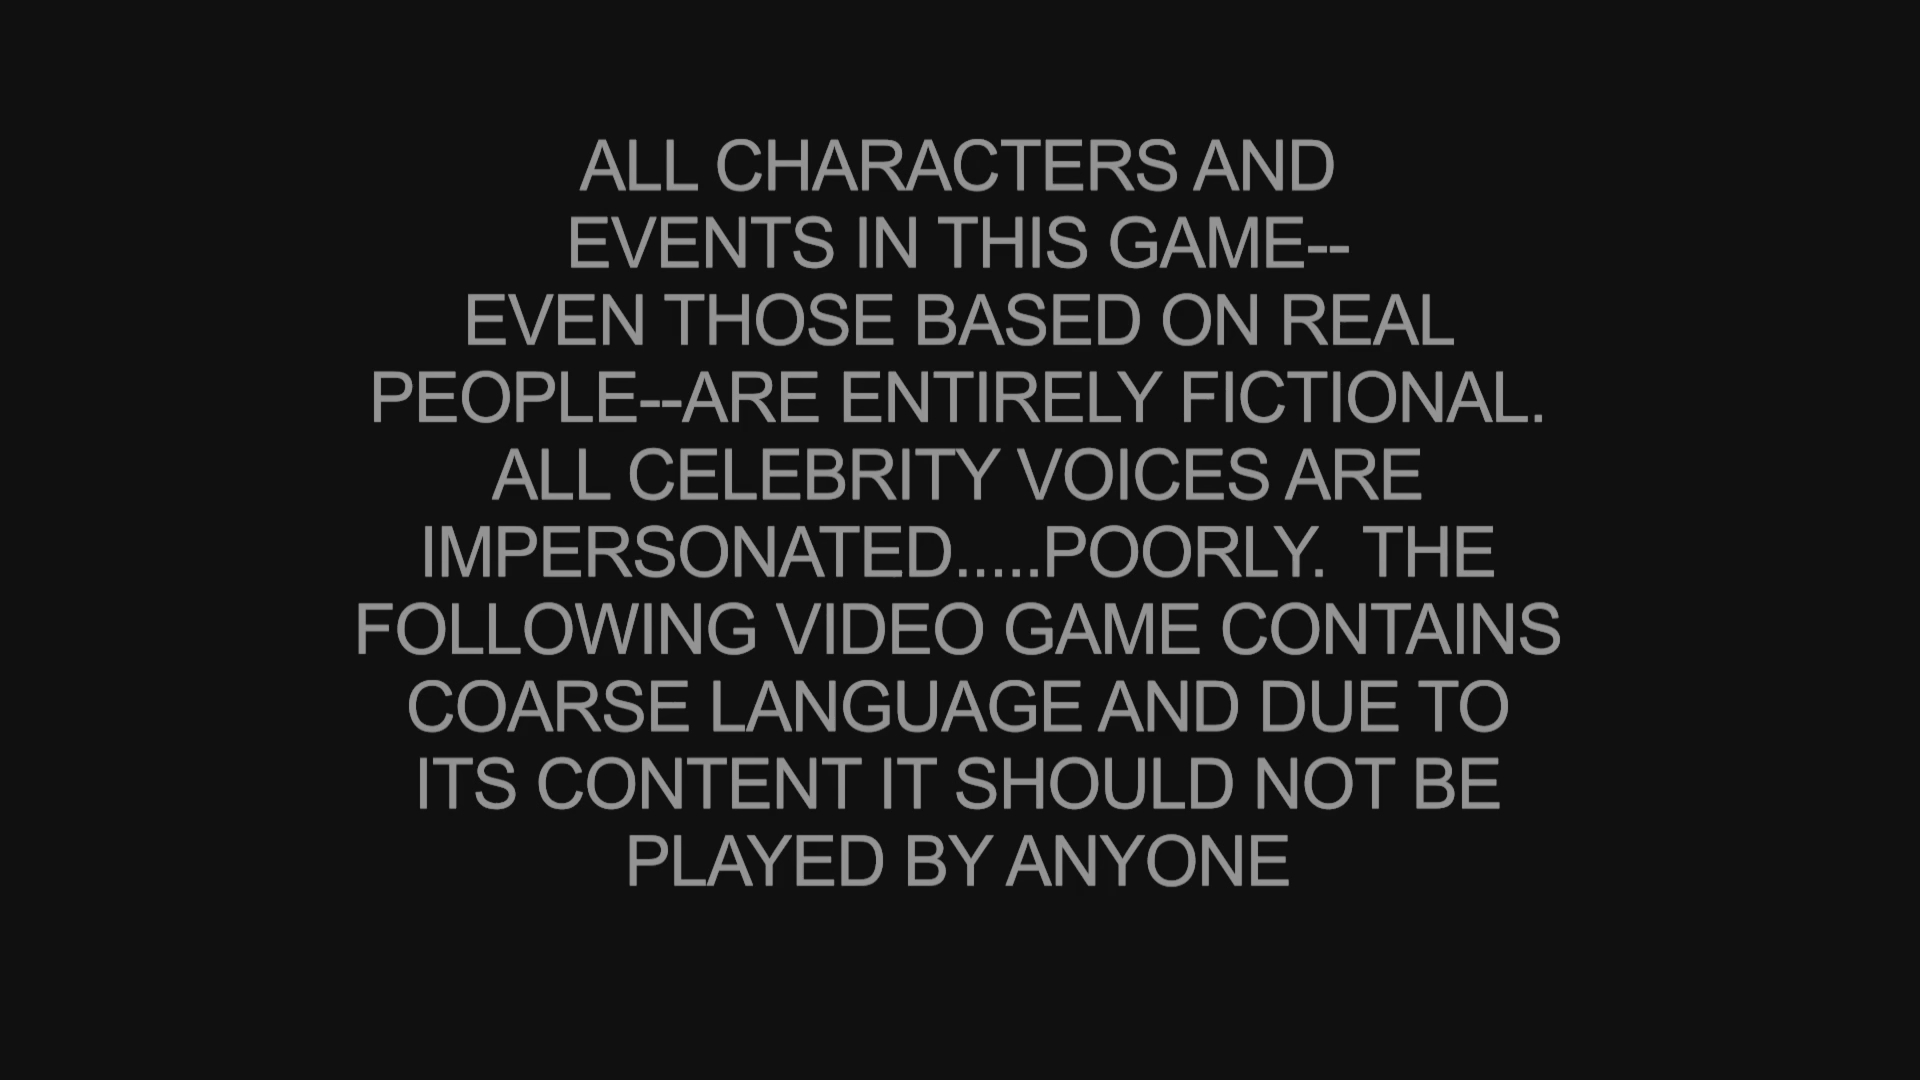 ALL CHARACTERS AND
EVENTS IN THIS GAME--
EVEN THOSE BASED ON REAL
PEOPLE--ARE ENTIRELY FICTIONAL.
ALL CELEBRITY VOICES ARE
IMPERSONATED.....POORLY.  THE
FOLLOWING VIDEO GAME CONTAINS
COARSE LANGUAGE AND DUE TO
ITS CONTENT IT SHOULD NOT BE
PLAYED BY ANYONE